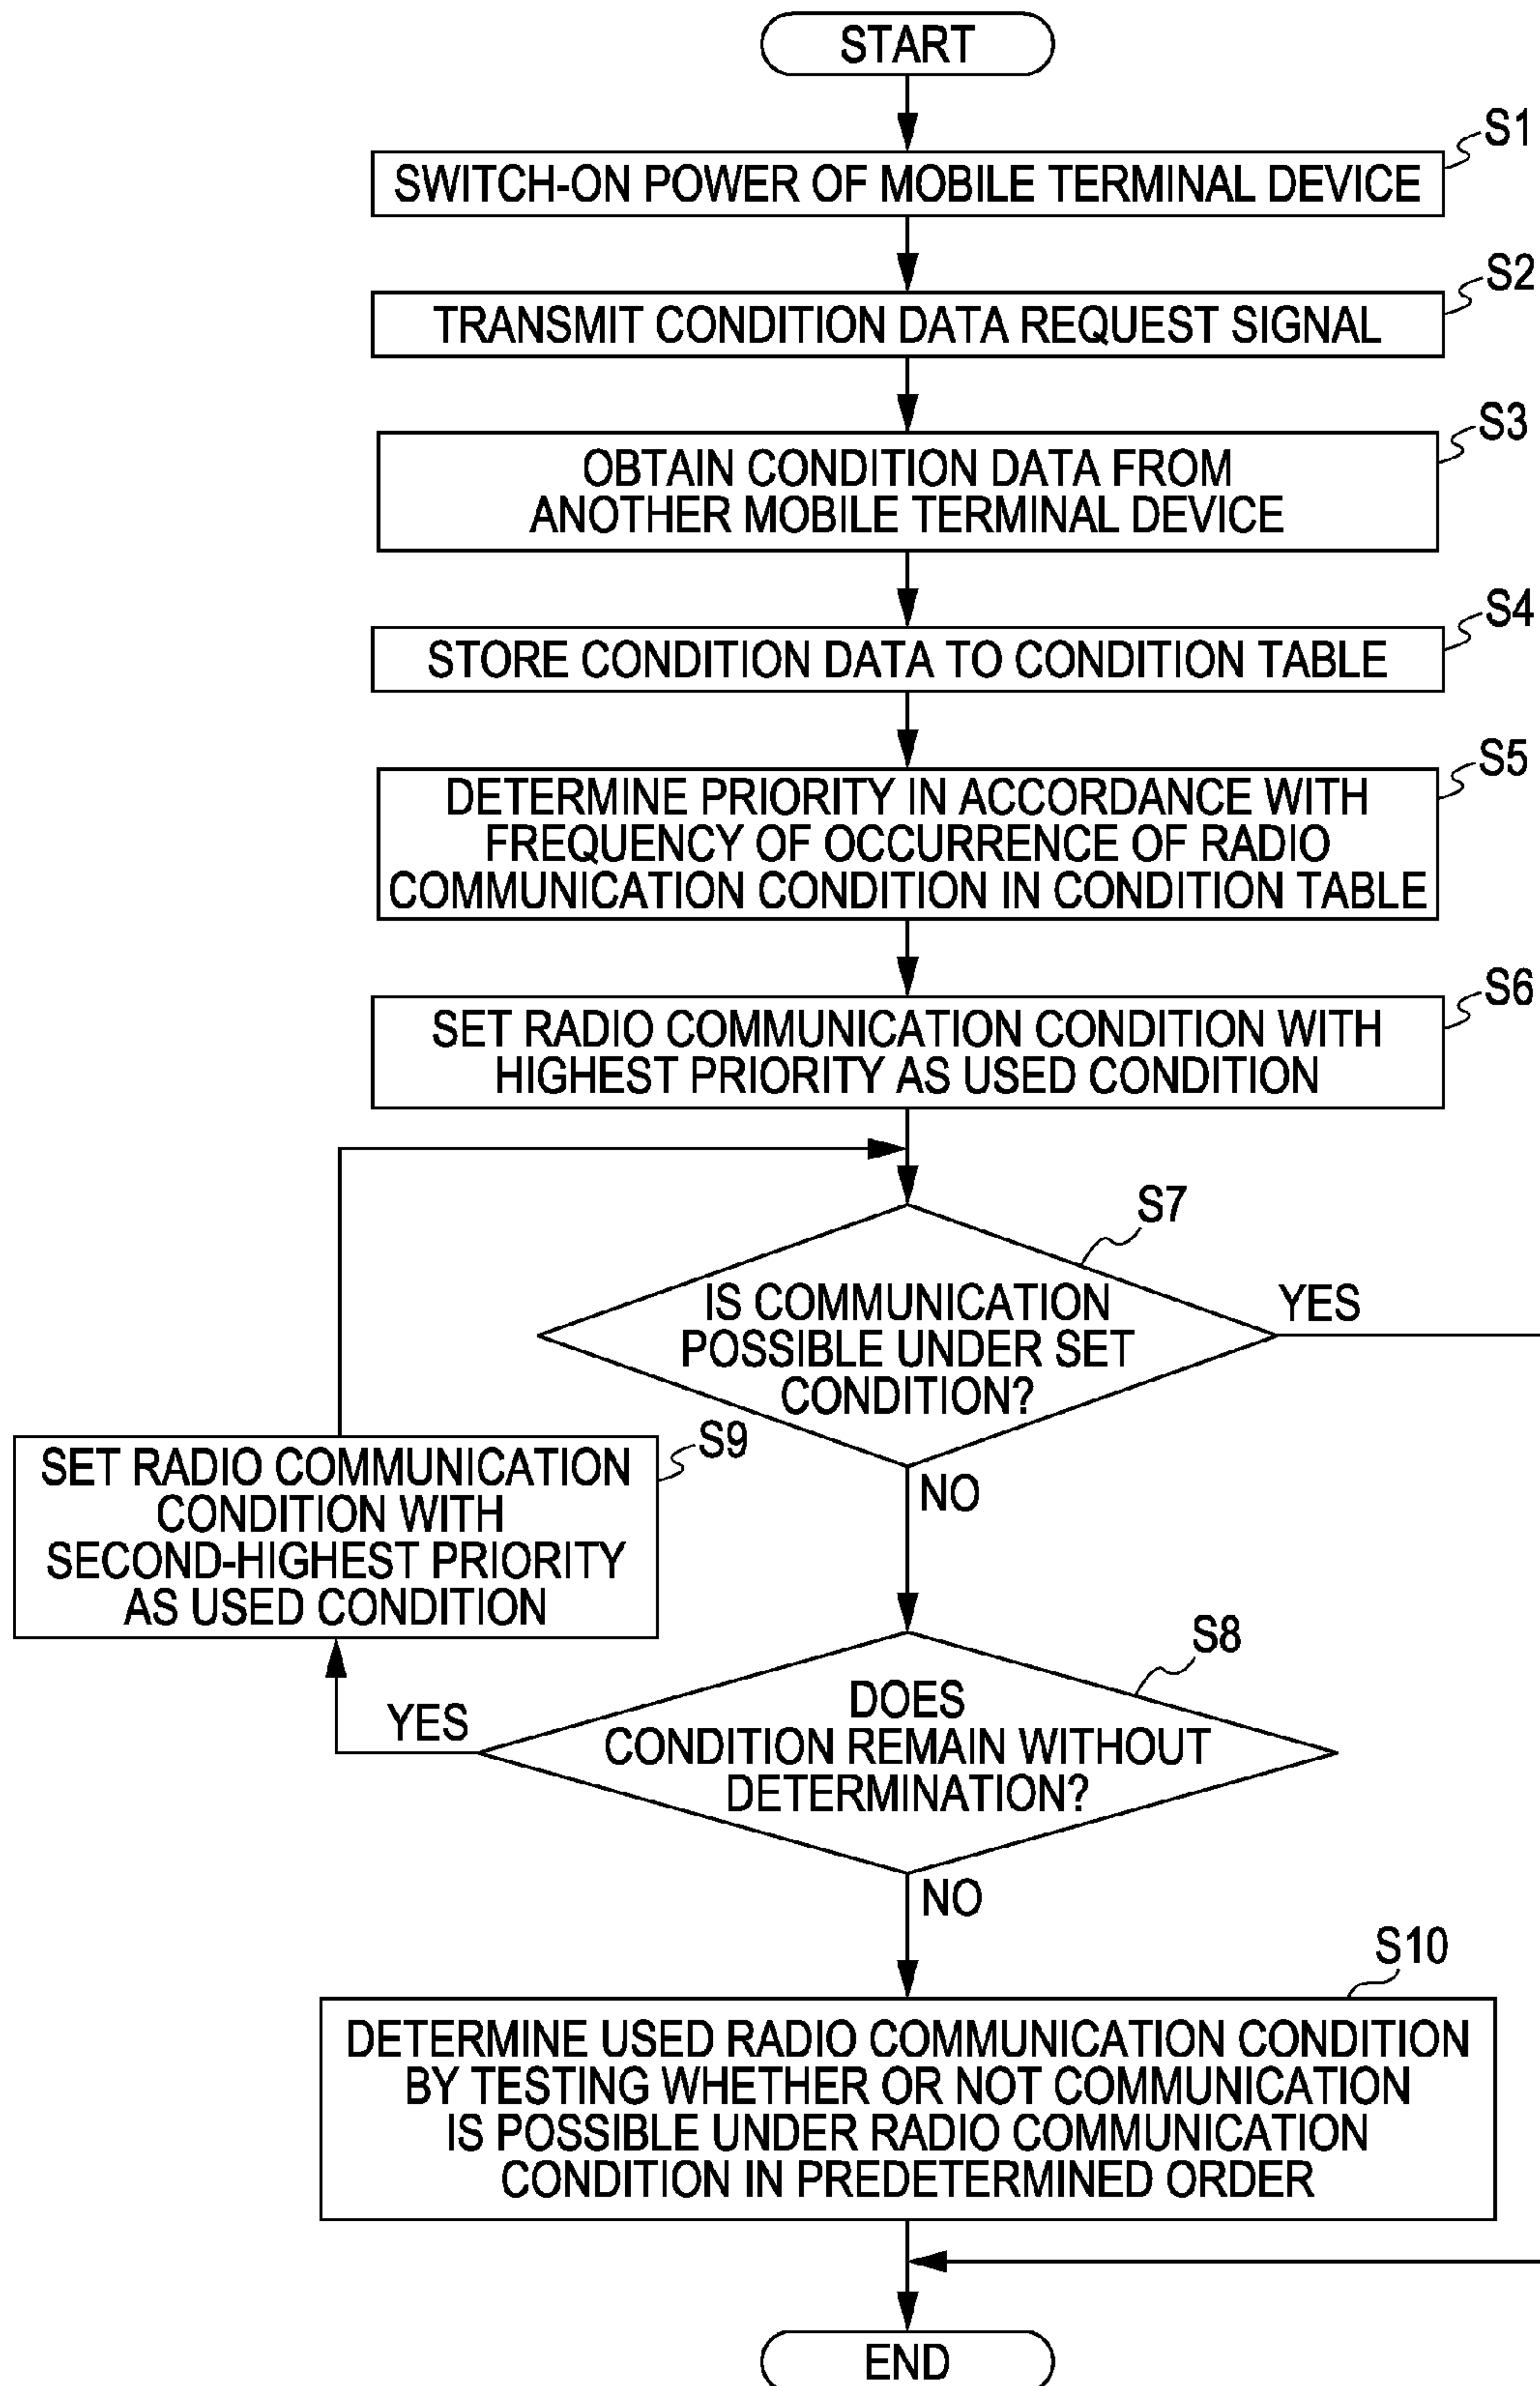 START
S1
SWITCH-ON POWER OF MOBILE TERMINAL DEVICE
S2
TRANSMIT CONDITION DATA REQUEST SIGNAL
S3
OBTAIN CONDITION DATA FROM
ANOTHER MOBILE TERMINAL DEVICE
S4
STORE CONDITION DATA TO CONDITION TABLE
S5
DETERMINE PRIORITY IN ACCORDANCE WITH
FREQUENCY OF OCCURRENCE OF RADIO
COMMUNICATION CONDITION IN CONDITION TABLE
S6
SET RADIO COMMUNICATION CONDITION WITH
HIGHEST PRIORITY AS USED CONDITION
S7
IS COMMUNICATION
POSSIBLE UNDER SET
CONDITION?
YES
NO
S9
SET RADIO COMMUNICATION
CONDITION WITH
SECOND-HIGHEST PRIORITY
AS USED CONDITION
S8
DOES
CONDITION REMAIN WITHOUT
DETERMINATION?
YES
NO
S10
DETERMINE USED RADIO COMMUNICATION CONDITION
BY TESTING WHETHER OR NOT COMMUNICATION
IS POSSIBLE UNDER RADIO COMMUNICATION
CONDITION IN PREDETERMINED ORDER
END